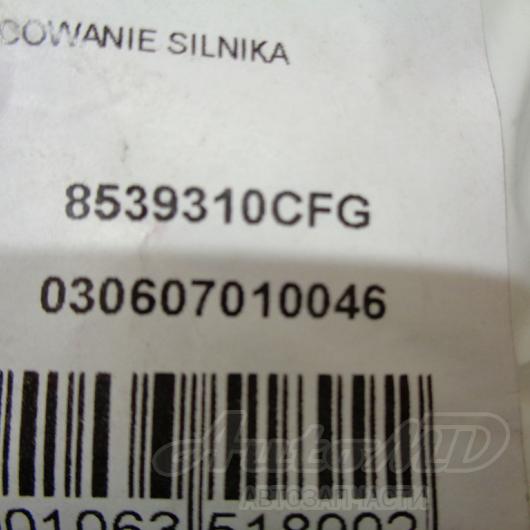 COWANIE SILNIKA
8539310CFG
030607010046
AutoMD
АВТОЗАПЧАСТИ